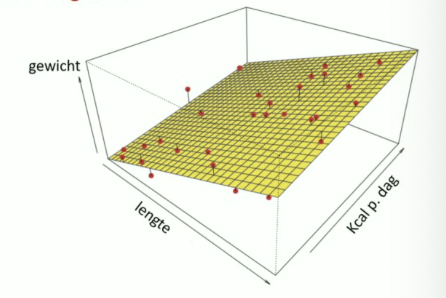 gewicht
lengte
Kcal p. dag